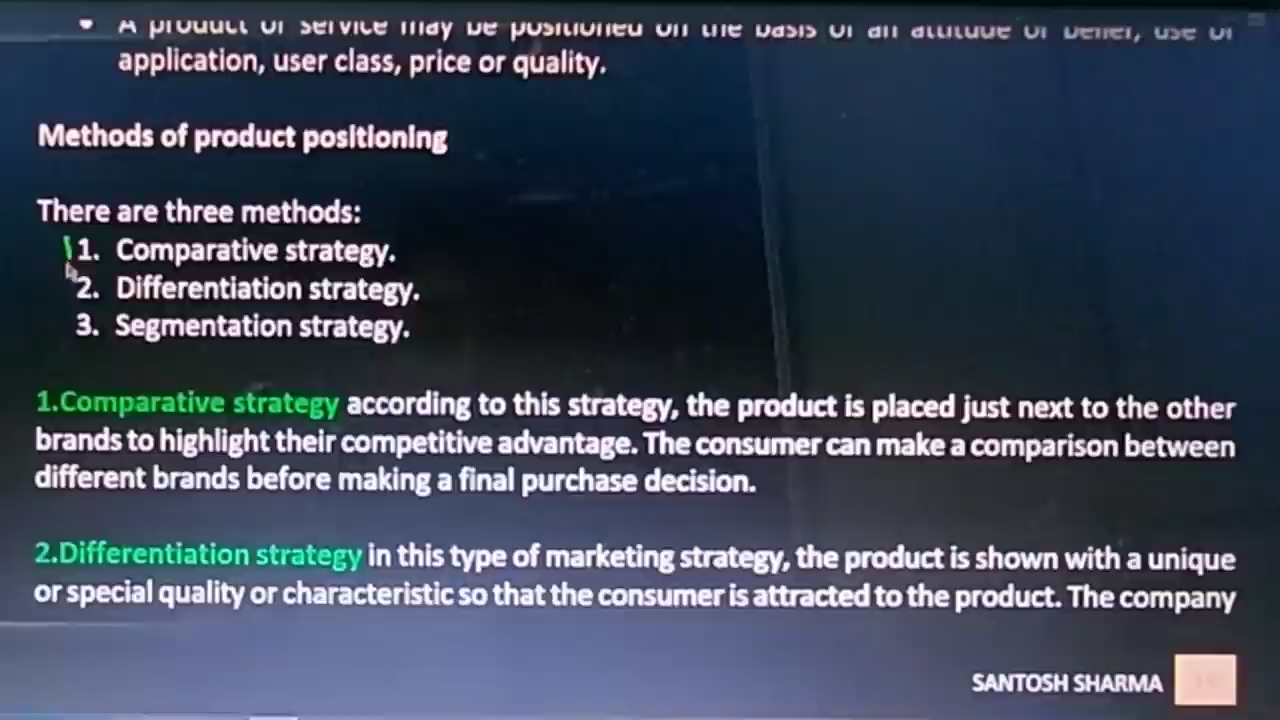 • A product or service may be positioned on the basis of an attitude or belief, use or
application, user class, price or quality.
Methods of product positioning
There are three methods:
1. Comparative strategy.
2. Differentiation strategy.
3. Segmentation strategy.
1.Comparative strategy according to this strategy, the product is placed just next to the other
brands to highlight their competitive advantage. The consumer can make a comparison between
different brands before making a final purchase decision.
2.Differentiation strategy in this type of marketing strategy, the product is shown with a unique
or special quality or characteristic so that the consumer is attracted to the product. The company
SANTOSH SHARMA